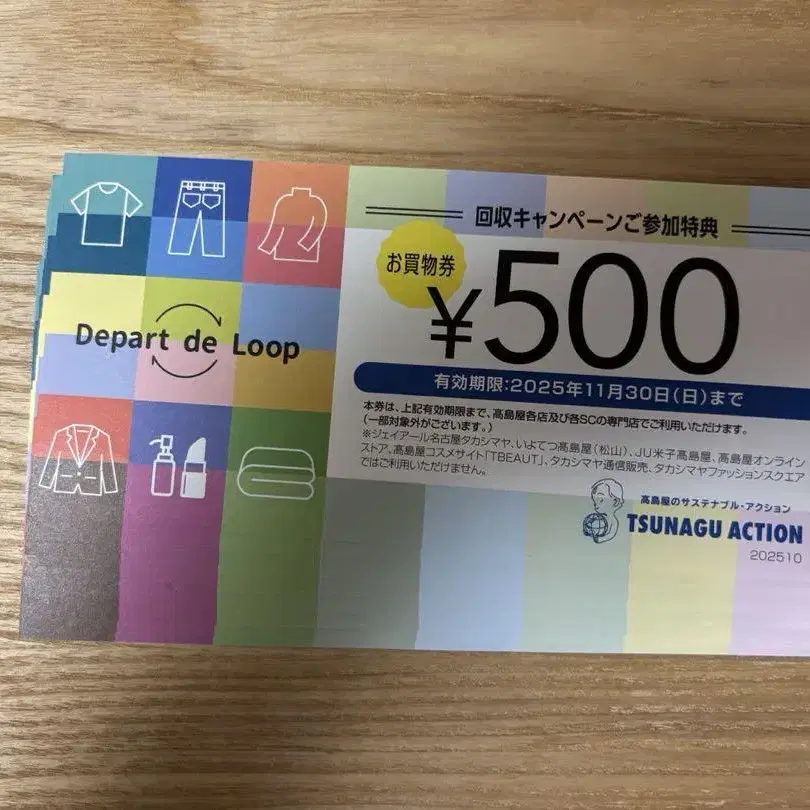 回収キャンペーンご参加特典
お買物券
¥500
有効期限:2025年11月30日(日)まで
本券は、上記有効期限まで、髙島屋各店及び各SCの専門店でご利用いただけます。
(一部対象外がございます。)
※ジェイアール名古屋タカシマヤ、いよてつ髙島屋(松山)、JU米子髙島屋、髙島屋オンライン
ストア、髙島屋コスメサイト「TBEAUT」、タカシマヤ通信販売、タカシマヤファッションスクエア
ではご利用いただけません。
Depart de Loop
髙島屋のサステナブル・アクション
TSUNAGU ACTION
202510